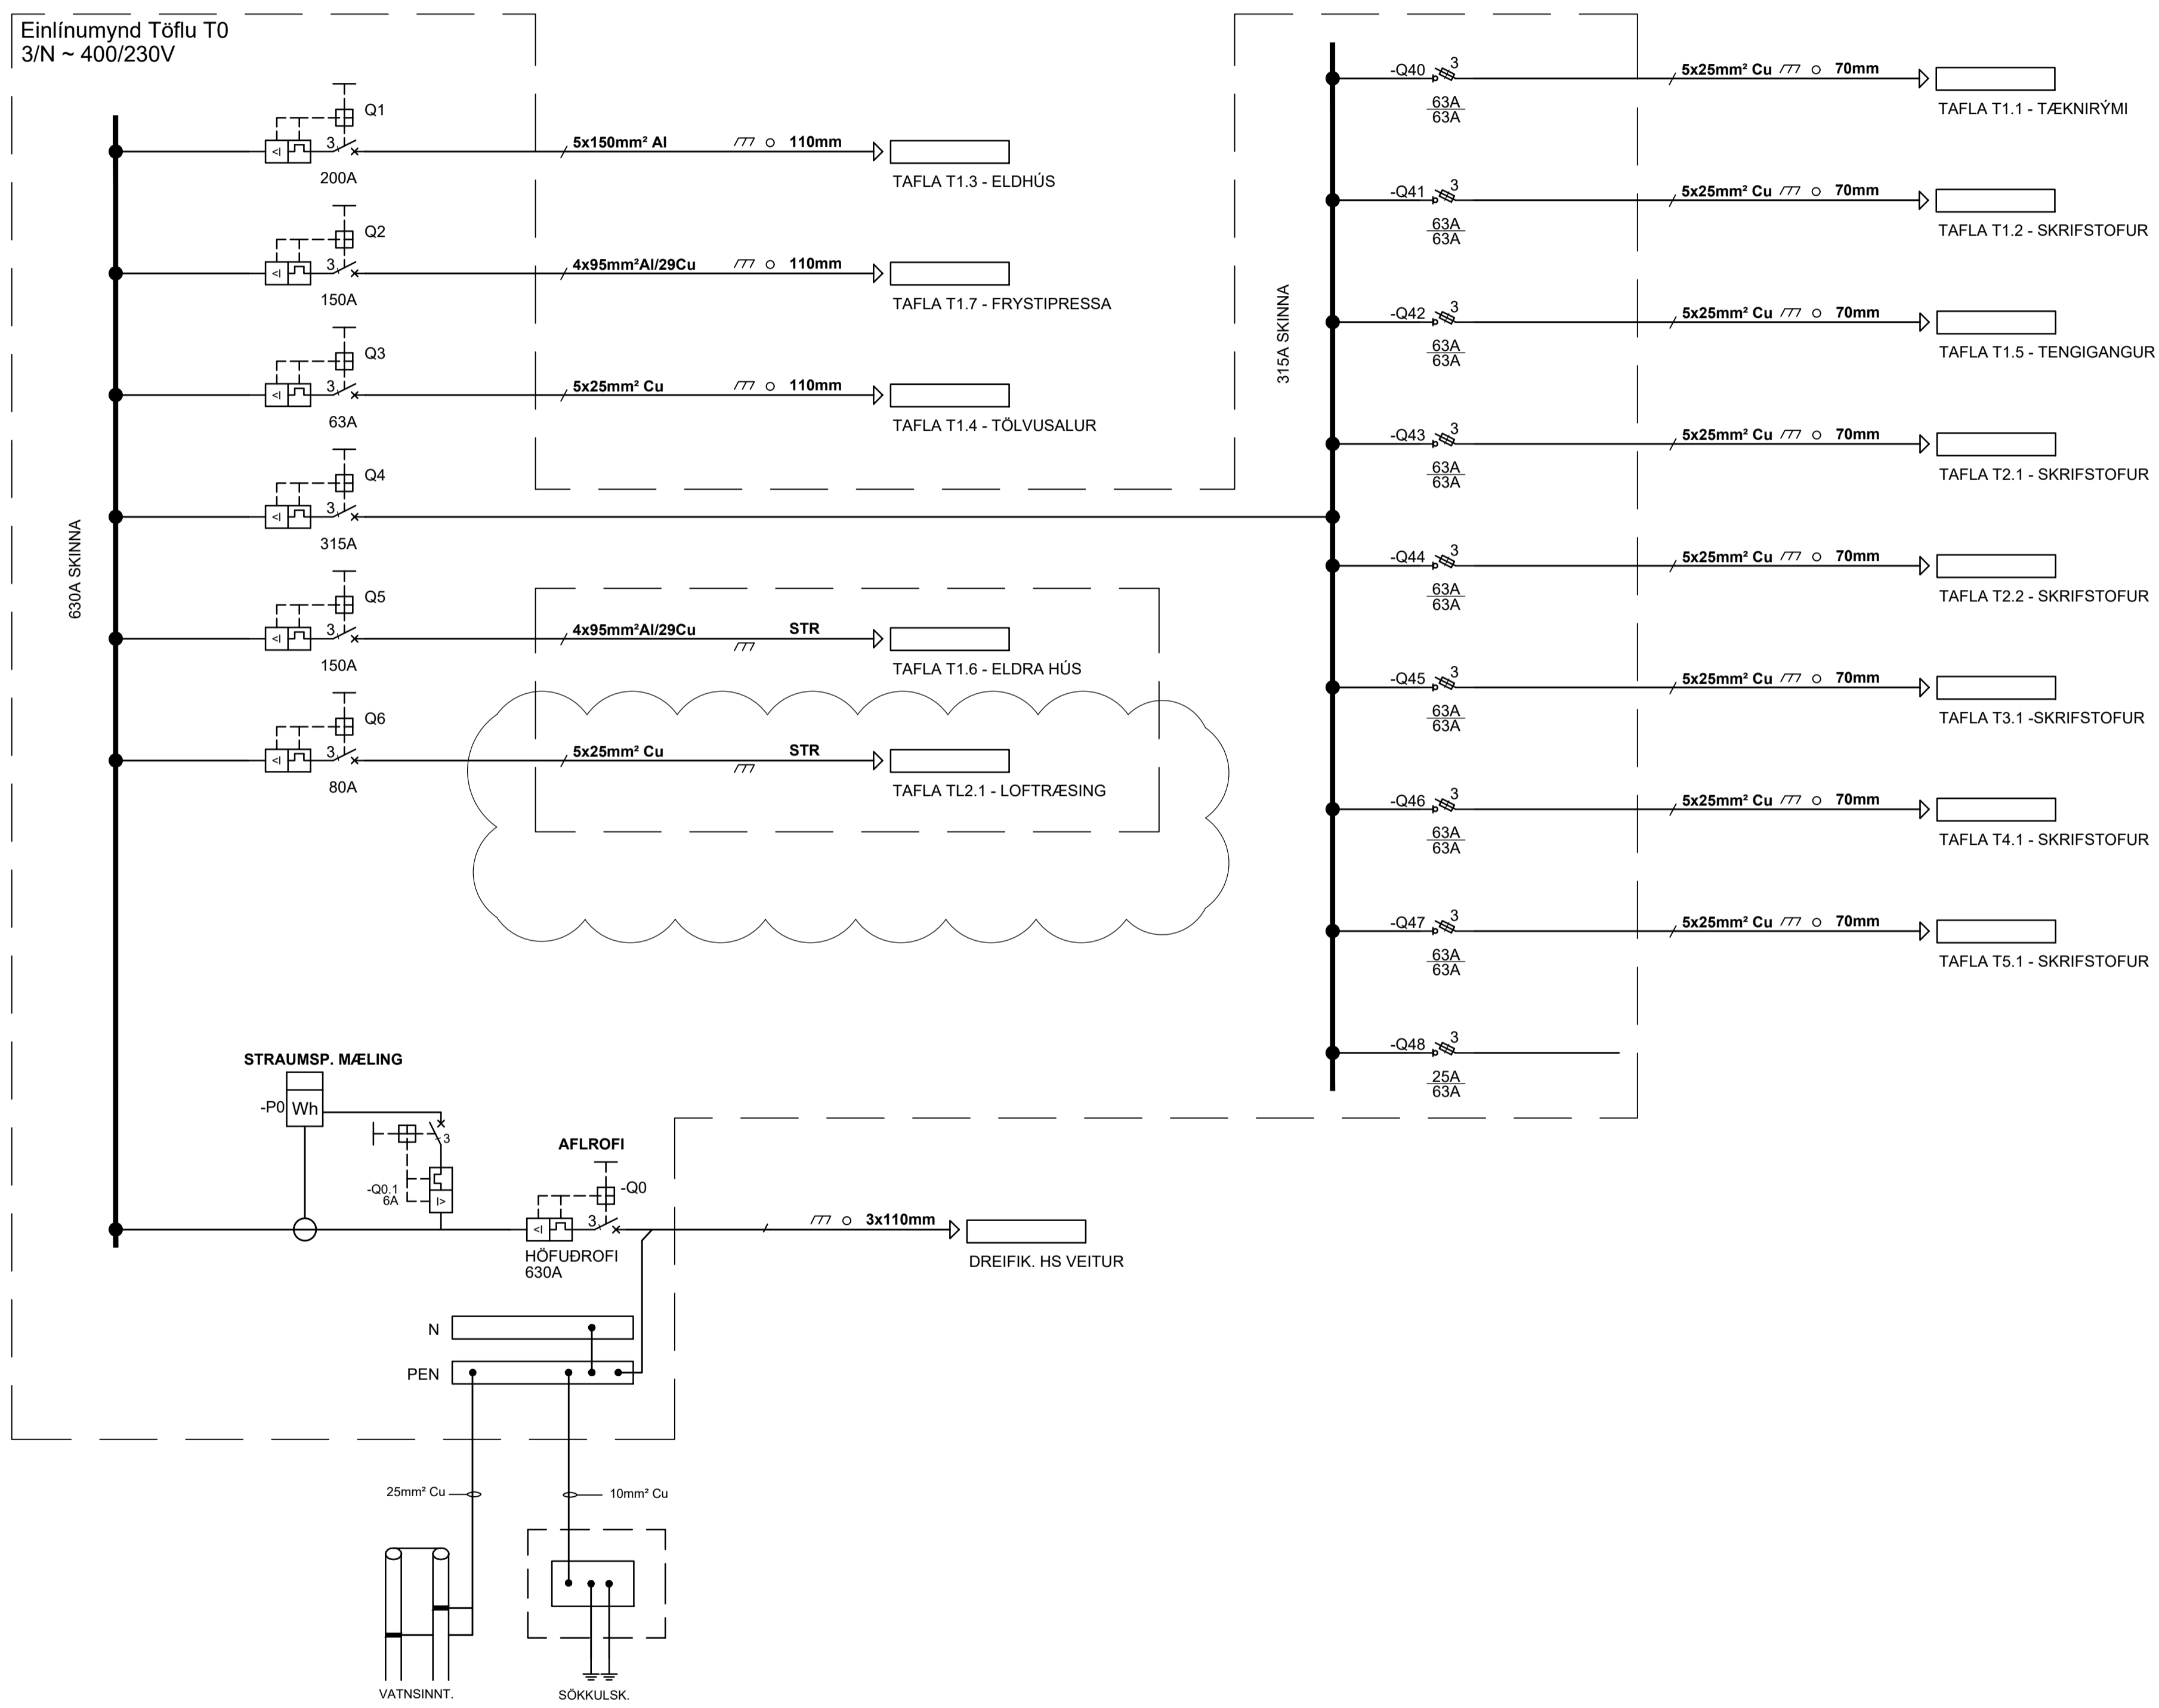 Einlínumynd Töflu T0
3/N ~ 400/230V
630A SKINNA
Q1
3
200A
5x150mm² Al
110mm
TAFLA T1.3 - ELDHÚS
Q2
3
150A
4x95mm²Al/29Cu
110mm
TAFLA T1.7 - FRYSTIPRESSA
Q3
3
63A
5x25mm² Cu
110mm
TAFLA T1.4 - TÖLVUSALUR
Q4
3
315A
Q5
3
150A
4x95mm²Al/29Cu
STR
TAFLA T1.6 - ELDRA HÚS
Q6
3
80A
5x25mm² Cu
STR
TAFLA TL2.1 - LOFTRÆSING
315A SKINNA
-Q40
3
63A
63A
5x25mm² Cu
70mm
TAFLA T1.1 - TÆKNIRÝMI
-Q41
3
63A
63A
5x25mm² Cu
70mm
TAFLA T1.2 - SKRIFSTOFUR
-Q42
3
63A
63A
5x25mm² Cu
70mm
TAFLA T1.5 - TENGIGANGUR
-Q43
3
63A
63A
5x25mm² Cu
70mm
TAFLA T2.1 - SKRIFSTOFUR
-Q44
3
63A
63A
5x25mm² Cu
70mm
TAFLA T2.2 - SKRIFSTOFUR
-Q45
3
63A
63A
5x25mm² Cu
70mm
TAFLA T3.1 -SKRIFSTOFUR
-Q46
3
63A
63A
5x25mm² Cu
70mm
TAFLA T4.1 - SKRIFSTOFUR
-Q47
3
63A
63A
5x25mm² Cu
70mm
TAFLA T5.1 - SKRIFSTOFUR
-Q48
3
25A
63A
STRAUMSP. MÆLING
-P0
Wh
3
-Q0.1
6A
I>
AFLROFI
-Q0
3
HÖFUÐROFI
630A
3x110mm
DREIFIK. HS VEITUR
N
PEN
25mm² Cu
10mm² Cu
VATNSINNT.
SÖKKULSK.